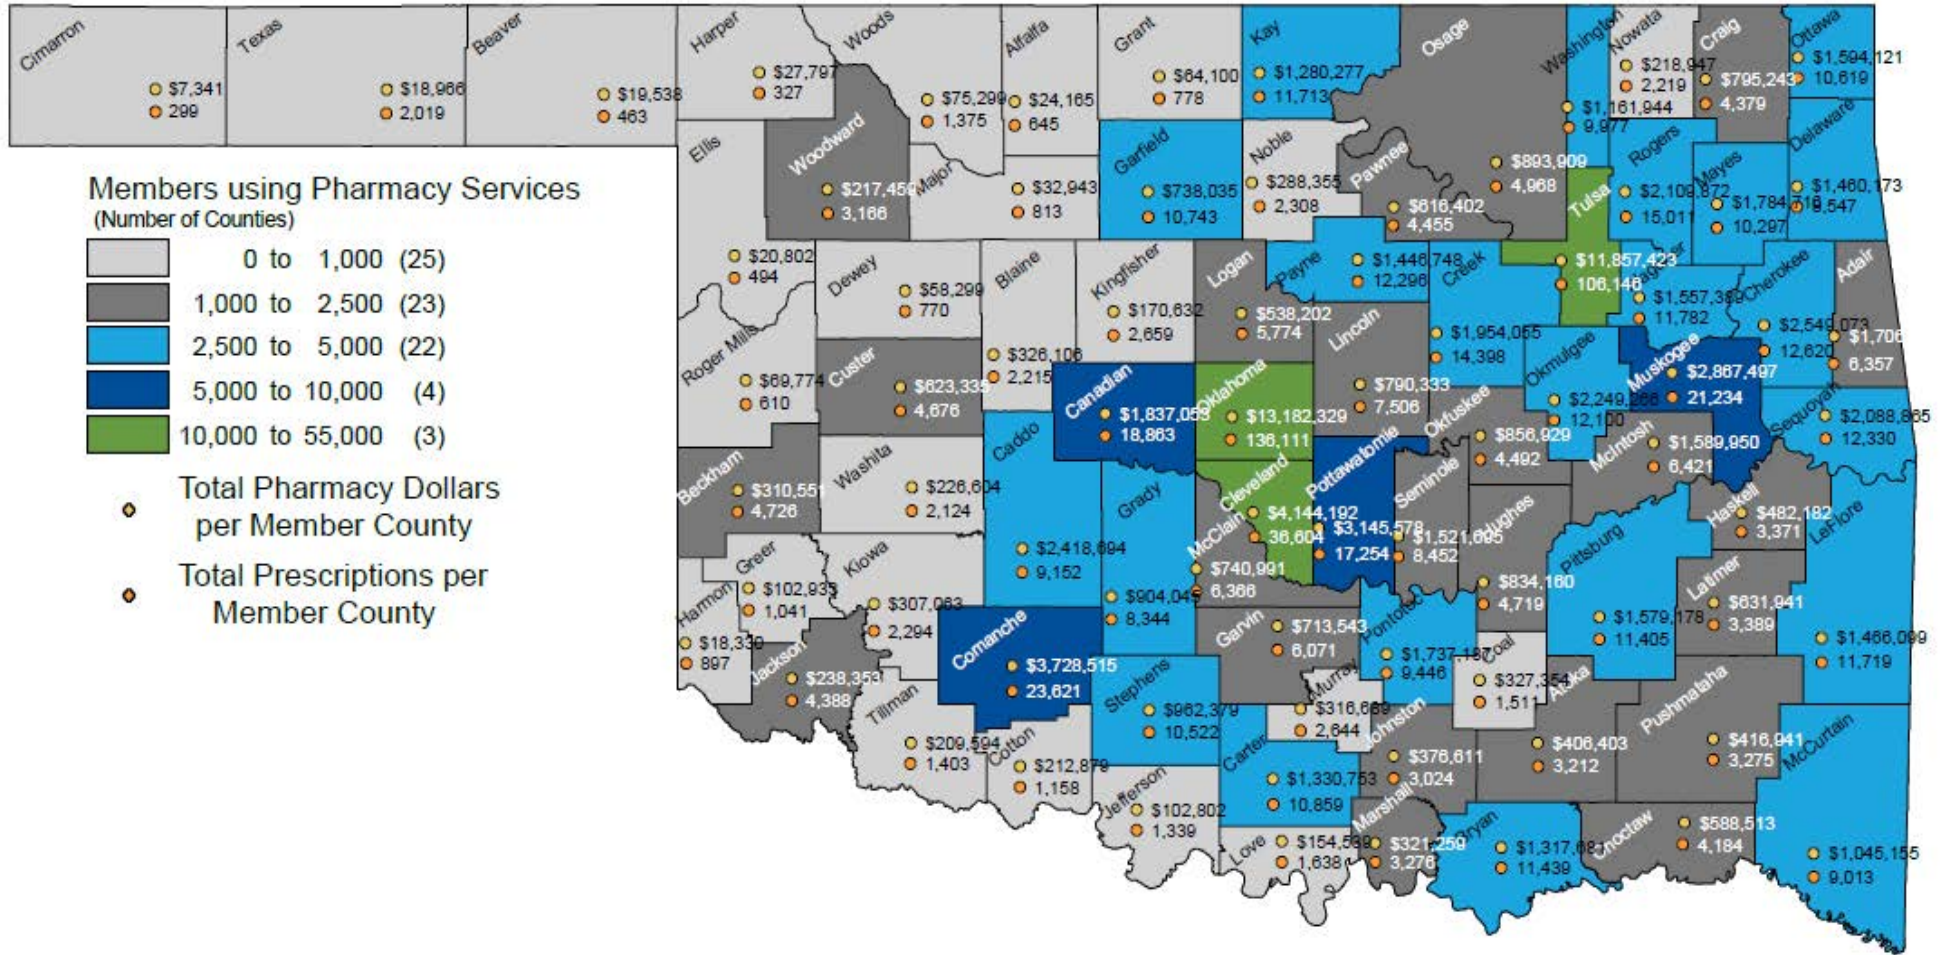 Cimarron
$7,341
299
Texas
$18,966
2,019
Beaver
$19,538
463
Harper
$27,797
327
Woods
$75,299
1,375
Alfalfa
$24,165
645
Grant
$64,100
778
Kay
$1,280,277
11,713
Osage
$893,909
4,968
Washington
$1,161,944
9,977
Nowata
$218,947
2,219
Craig
$795,243
4,379
Ottawa
$1,594,121
10,619
Ellis
$20,802
494
Woodward
$217,459
3,166
Major
$32,943
813
Garfield
$738,035
10,743
Noble
$288,355
2,308
Pawnee
$616,402
4,455
Tulsa
$11,857,423
106,146
Rogers
$2,109,872
15,011
Mayes
10,297
Delaware
$1,460,173
9,547
Members using Pharmacy Services
(Number of Counties)
0 to 1,000 (25)
1,000 to 2,500 (23)
2,500 to 5,000 (22)
5,000 to 10,000 (4)
10,000 to 55,000 (3)
Total Pharmacy Dollars
per Member County
Total Prescriptions per
Member County
Roger Mills
$69,774
610
Dewey
$58,299
770
Custer
$623,335
4,676
Blaine
$326,106
2,215
Kingfisher
$170,632
2,659
Logan
$538,202
5,774
Payne
$1,446,748
12,296
Lincoln
$790,333
7,506
Creek
$1,954,055
14,398
$1,557,389
11,782
Cherokee
$2,549,073
12,620
Adair
$1,706
6,357
Okmulgee
12,100
Muskogee
$2,867,497
21,234
Sequoyah
$2,088,865
12,330
Canadian
$1,837,053
18,863
Oklahoma
$13,182,329
136,111
Okfuskee
$856,929
4,492
McIntosh
$1,589,950
6,421
Beckham
$310,551
4,726
Washita
$226,604
2,124
Caddo
$2,418,694
9,152
Grady
$904,045
8,344
Cleveland
$4,144,192
36,604
McClain
$740,991
6,366
Pottawatomie
$3,145,578
17,254
Seminole
$1,521,695
8,452
Hughes
$834,160
4,719
Pittsburg
$1,579,178
11,405
Haskell
$482,182
3,371
LeFlore
$1,466,099
11,719
Latimer
$631,941
3,389
Harmon
$18,330
897
Greer
$102,933
1,041
Kiowa
$307,063
2,294
Jackson
$238,353
4,388
Comanche
$3,728,515
23,621
Tillman
$209,594
1,403
Cotton
$212,879
1,158
Stephens
$962,379
10,522
Garvin
$713,543
6,071
Pontotoc
$1,737,187
9,446
Coal
$327,354
1,511
Murray
$316,669
2,644
Johnston
$376,611
3,024
Atoka
$406,403
3,212
Pushmataha
$416,941
3,275
McCurtain
$1,045,155
9,013
Jefferson
$102,802
1,339
Carter
$1,330,753
10,859
Love
$154,539
1,638
Marshall
$321,259
3,276
Bryan
$1,317,681
11,439
Choctaw
$588,513
4,184